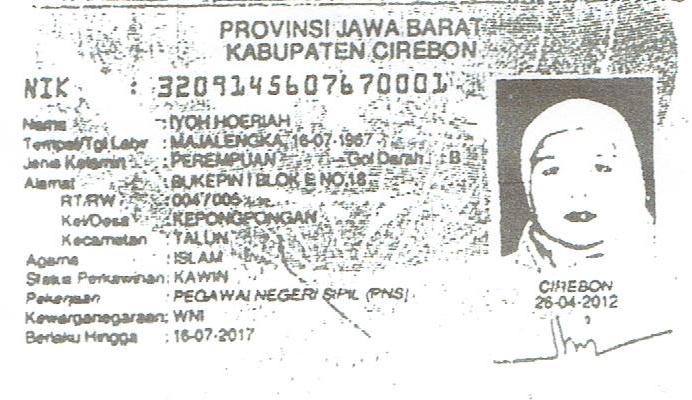 PROVINSI JAWA BARAT
KABUPATEN CIREBON
NIK : 3209145607670001
Nama : IYOH HOERIAH
Tempat/Tgl Lahir : MAJALENGKA, 16-07-1967
Jenis Kelamin : PEREMPUAN Gol Darah : B
Alamat : BUKEPIN I BLOK E NO.18
RT/RW : 004/005
Kel/Desa : KEPONGPONGAN
Kecamatan : TALUN
Agama : ISLAM
Status Perkawinan: KAWIN
Pekerjaan : PEGAWAI NEGERI SIPIL (PNS)
Kewarganegaraan: WNI
Berlaku Hingga : 16-07-2017
CIREBON
26-04-2012